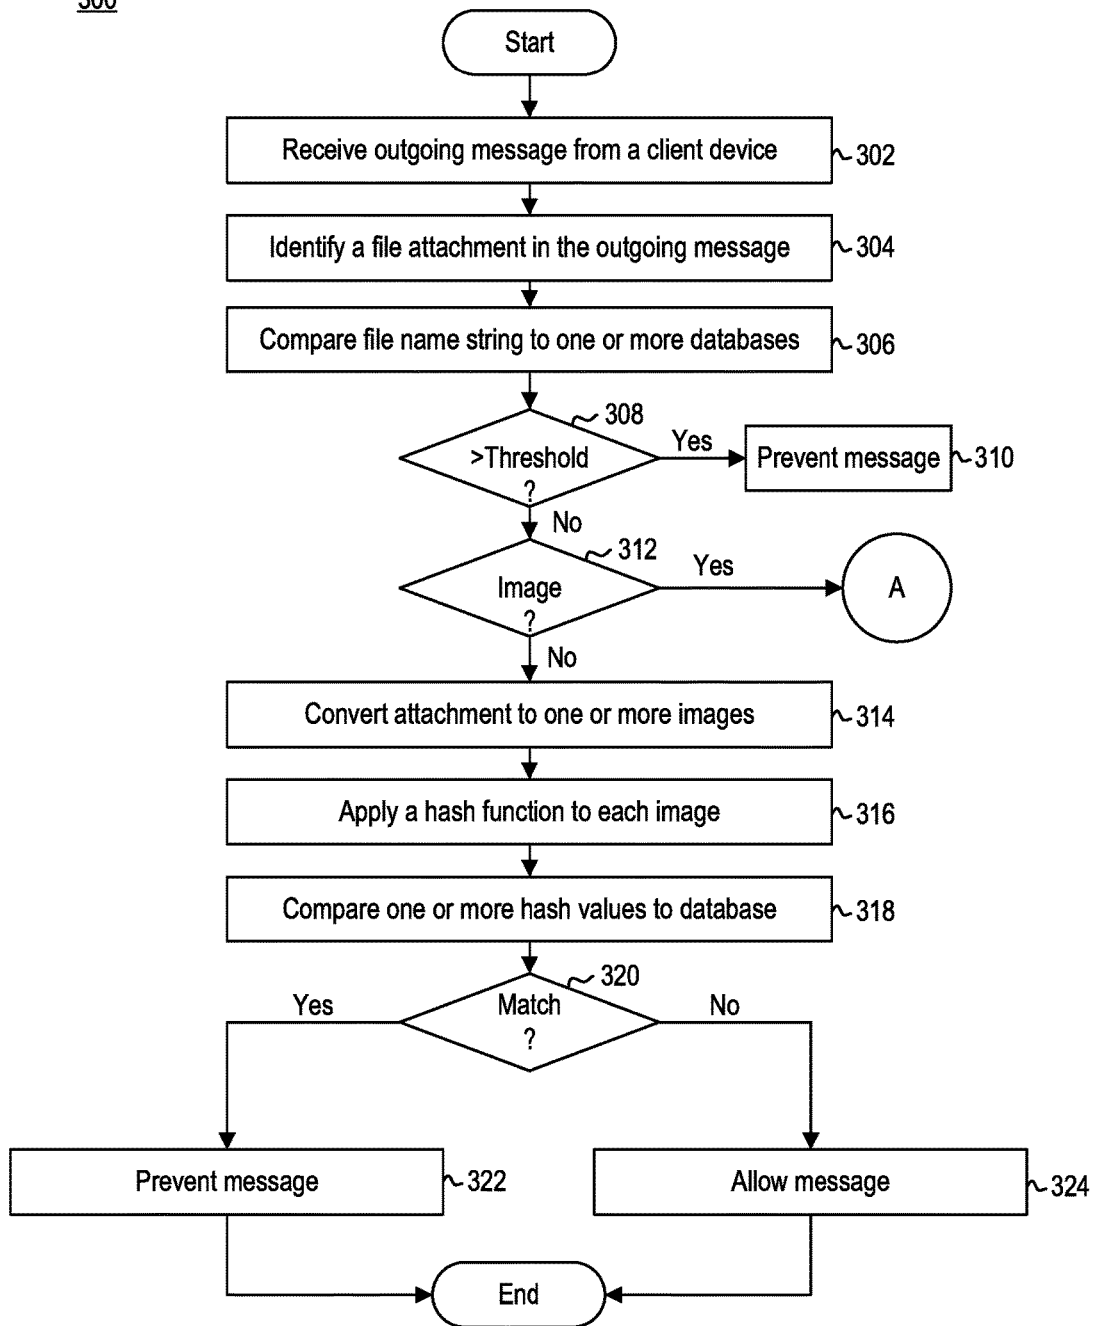 300
Start
Receive outgoing message from a client device
302
Identify a file attachment in the outgoing message
304
Compare file name string to one or more databases
306
308
>Threshold
?
Yes
Prevent message
310
No
312
Image
?
Yes
A
No
Convert attachment to one or more images
314
Apply a hash function to each image
316
Compare one or more hash values to database
318
320
Match
?
Yes
No
Prevent message
322
Allow message
324
End